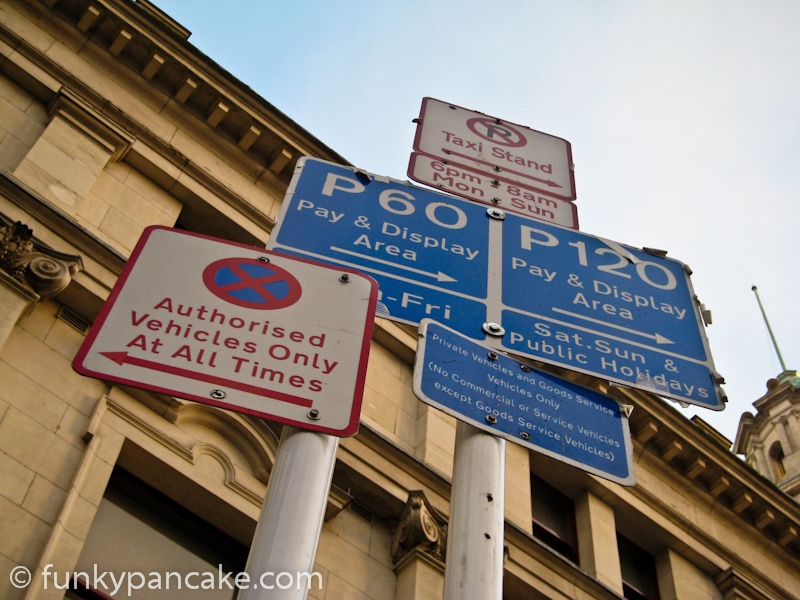 P
Taxi Stand
6pm - 8am
Mon - Sun
P60
Pay & Display
Area
-Fri
P120
Pay & Display
Area
Sat.Sun &
Public Holidays
Authorised
Vehicles Only
At All Times
Private Vehicles and Goods Service
Vehicles Only
(No Commercial or Service Vehicles
except Goods Service Vehicles)
© funkypancake.com